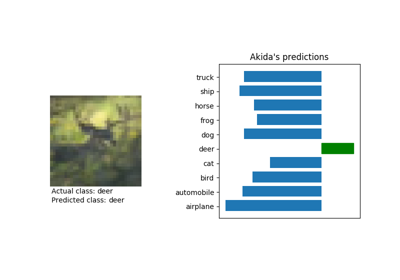 Akida's predictions
truck
ship
horse
frog
dog
deer
cat
bird
automobile
airplane
Actual class: deer
Predicted class: deer